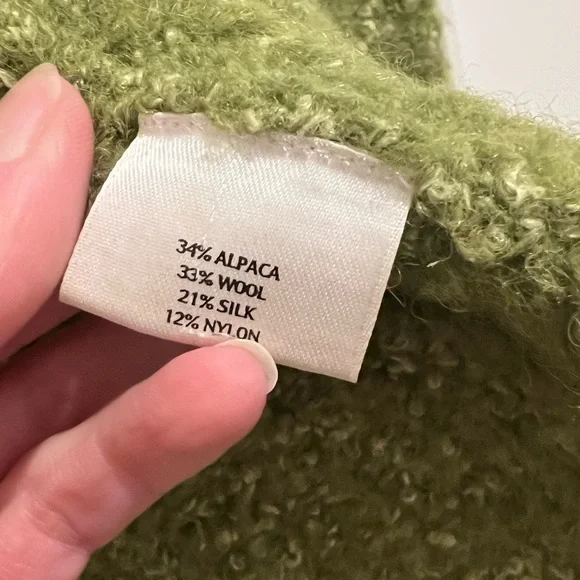 34% ALPACA
33% WOOL
21% SILK
12% NYLON